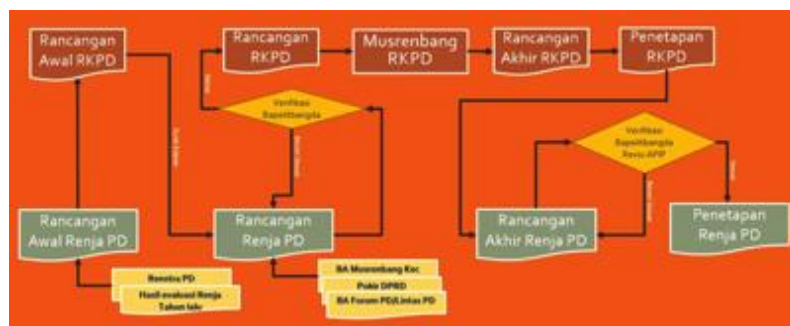 Rancangan
Awal RKPD
Rancangan
RKPD
Musrenbang
RKPD
Rancangan
Akhir RKPD
Penetapan
RKPD
Verifikasi
Bapelitbangda
Verifikasi
Bapelitbangda
Reviu APIP
Rancangan
Awal Renja PD
Rancangan
Renja PD
Rancangan
Akhir Renja PD
Penetapan
Renja PD
Renstra PD
Hasil evaluasi Renja
Tahun lalu
BA Musrenbang Kec
Pokir DPRD
BA Forum PD/Lintas PD